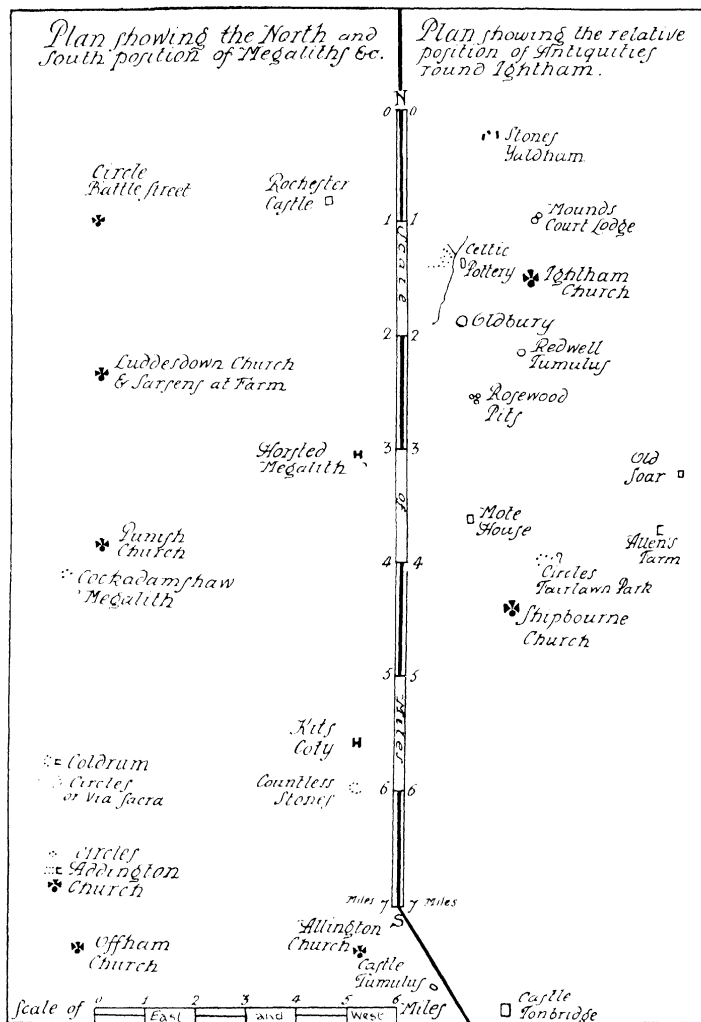 Plan showing the North and
South position of Megaliths &c.
Plan showing the relative
position of Antiquities
round Ightham.
N
0 0
Circle
Battle street
Rochester
Castle
1 1
Scale
2 2
Luddesdown Church
& Sarsens at Farm
Horsted
Megalith
3 3
of
Punish
Church
4 4
Cockadamshaw
Megalith
5 5
Miles
Kits
Coty
Coldrum
Circles
or Via Sacra
Countless
Stones
6 6
Circles
Addington
Church
Miles 7 7 Miles
S
Offham
Church
Allington
Church
Castle
Tumulus
Stones
Yaldham
Mounds
Court Lodge
Celtic
Pottery
Ightham
Church
Oldbury
Redwell
Tumulus
Rosewood
Pits
Old
Soar
Mote
House
Allen's
Farm
?
Circles
Fairlawn Park
Shipbourne
Church
Castle
Tonbridge
Scale of 0 1 2 3 4 5 6 Miles
East and West